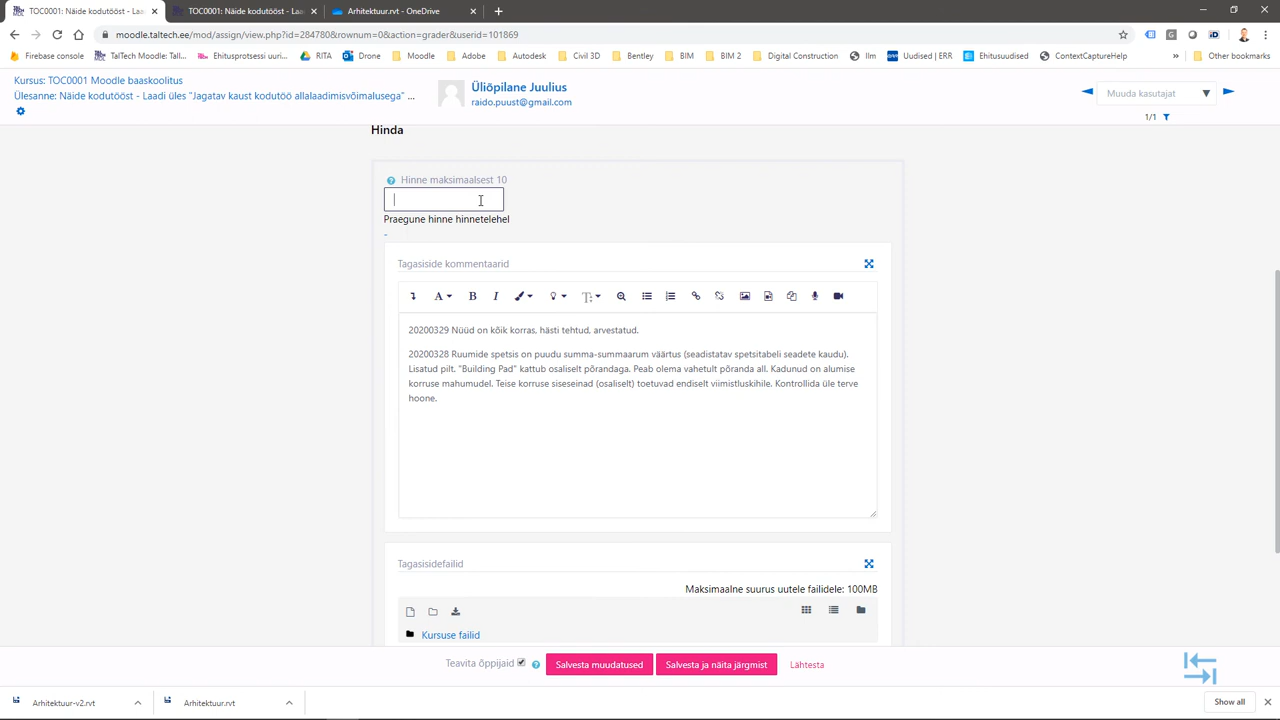 TOC0001: Näide kodutööst - Laa
TOC0001: Näide kodutööst - Laa
Arhitektuur.rvt - OneDrive
moodle.taltech.ee/mod/assign/view.php?id=284780&rownum=0&action=grader&userid=101869
Firebase console
TalTech Moodle: Tall...
Ehitusprotsessi uuri...
RITA
Drone
Moodle
Adobe
Autodesk
Civil 3D
Bentley
BIM
BIM 2
Digital Construction
Ilm
Uudised | ERR
Ehitusuudised
ContextCaptureHelp
»
Other bookmarks
Kursus: TOC0001 Moodle baaskoolitus
Ülesanne: Näide kodutööst - Laadi üles "Jagatav kaust kodutöö allalaadimisvõimalusega" ...
Üliõpilane Juulius
raido.puust@gmail.com
Muuda kasutajat
1/1
Hinda
Hinne maksimaalsest 10
Praegune hinne hinnetelehel
-
Tagasiside kommentaarid
20200329 Nüüd on kõik korras, hästi tehtud, arvestatud.
20200328 Ruumide spetsis on puudu summa-summaarum väärtus (seadistatav spetsitabeli seadete kaudu).
Lisatud pilt. "Building Pad" kattub osaliselt põrandaga. Peab olema vahetult põranda all. Kadunud on alumise
korruse mahumudel. Teise korruse siseseinad (osaliselt) toetuvad endiselt viimistluskihile. Kontrollida üle terve
hoone.
Tagasisidefailid
Maksimaalne suurus uutele failidele: 100MB
Kursuse failid
Teavita õppijaid
Salvesta muudatused
Salvesta ja näita järgmist
Lähtesta
Arhitektuur-v2.rvt
Arhitektuur.rvt
Show all